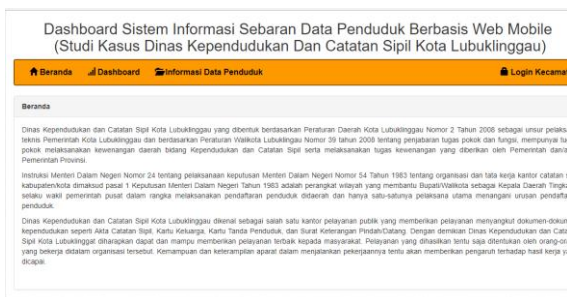 Dashboard Sistem Informasi Sebaran Data Penduduk Berbasis Web Mobile
(Studi Kasus Dinas Kependudukan Dan Catatan Sipil Kota Lubuklinggau)
Beranda Dashboard Informasi Data Penduduk Login Kecamat
Beranda
Dinas Kependudukan dan Catatan Sipil Kota Lubuklinggau yang dibentuk berdasarkan Peraturan Daerah Kota Lubuklinggau Nomor 2 Tahun 2008 sebagai unsur pelaks
teknis Pemerintah Kota Lubuklinggau dan berdasarkan Peraturan Walikota Lubuklinggau Nomor 39 tahun 2008 tentang penjabaran tugas pokok dan fungsi, mempunyai tu
pokok melaksanakan kewenangan daerah bidang Kependudukan dan Catatan Sipil serta melaksanakan tugas kewenangan yang diberikan oleh Pemerintah dan/a
Pemerintah Provinsi.
Instruksi Menteri Dalam Negeri Nomor 24 tentang pelaksanaan keputusan Menteri Dalam Negeri Nomor 54 Tahun 1983 tentang organisasi dan tata kerja kantor catatan s
kabupaten/kota dimaksud pasal 1 Keputusan Menteri Dalam Negeri Tahun 1983 adalah perangkat wilayah yang membantu Bupati/Walikota sebagai Kepala Daerah Tingka
selaku wakil pemerintah pusat dalam rangka melaksanakan pendaftaran penduduk didaerah dan hanya satu-satunya pelaksana utama menangani urusan pendafta
penduduk.
Dinas Kependudukan dan Catatan Sipil Kota Lubuklinggau dikenal sebagai salah satu kantor pelayanan publik yang memberikan pelayanan menyangkut dokumen-dokum
kependudukan seperti Akta Catatan Sipil, Kartu Keluarga, Kartu Tanda Penduduk, dan Surat Keterangan Pindah/Datang. Dengan demikian Dinas Kependudukan dan Cata
Sipil Kota Lubuklinggat diharapkan dapat dan mampu memberikan pelayanan terbaik kepada masyarakat. Pelayanan yang dihasilkan tentu saja ditentukan oleh orang-ora
yang bekerja didalam organisasi tersebut. Kemampuan dan keterampilan aparat dalam menjalankan pekerjaannya tentu akan memberikan pengaruh terhadap hasil kerja ya
dicapai.